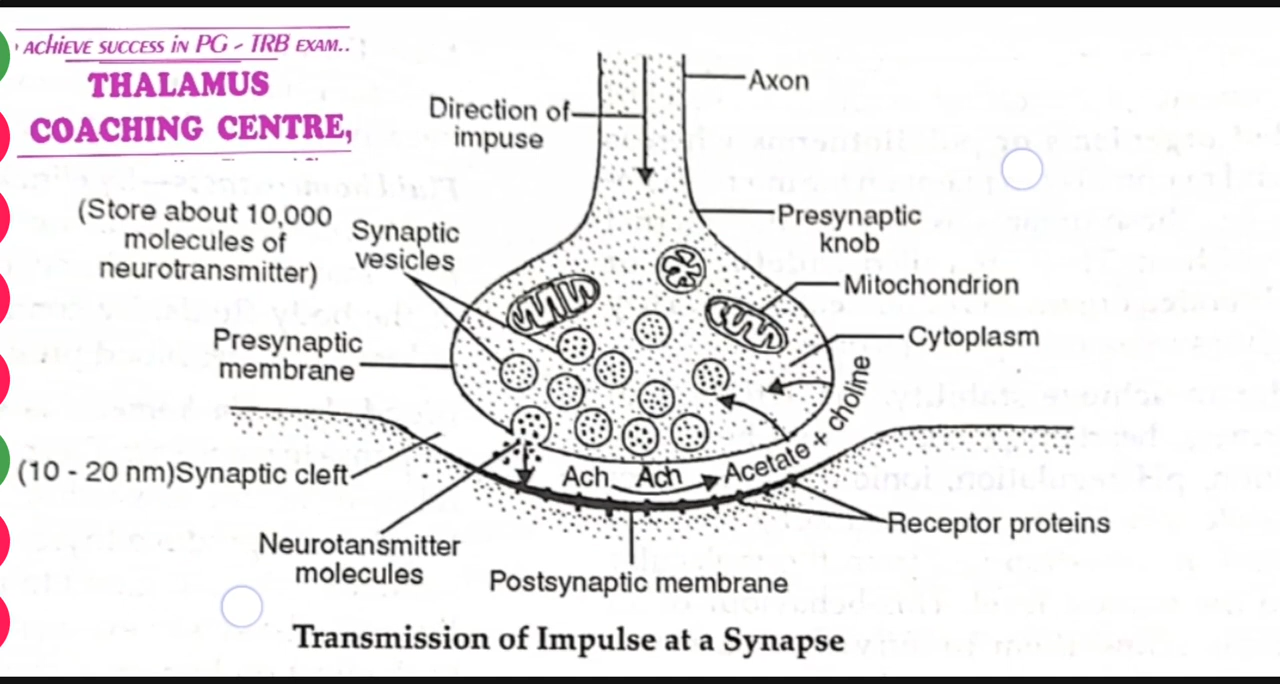 ACHIEVE SUCCESS IN PG - TRB EXAM..
THALAMUS
COACHING CENTRE,
Axon
Direction of
impuse
(Store about 10,000
molecules of
neurotransmitter)
Synaptic
vesicles
Presynaptic
knob
Mitochondrion
Presynaptic
membrane
Cytoplasm
(10 - 20 nm)Synaptic cleft
Ach Ach Acetate + choline
Receptor proteins
Neurotansmitter
molecules
Postsynaptic membrane
Transmission of Impulse at a Synapse